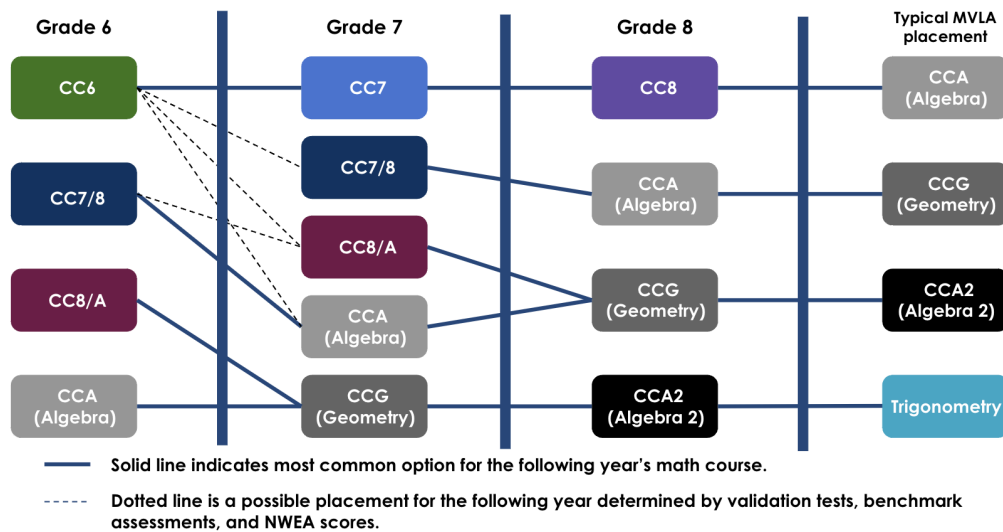 Grade 6
Grade 7
Grade 8
Typical MVLA
placement
CC6
CC7
CC8
CCA
(Algebra)
CC7/8
CC7/8
CCA
(Algebra)
CCG
(Geometry)
CC8/A
CC8/A
CCG
(Geometry)
CCA2
(Algebra 2)
CCA
(Algebra)
CCA
(Algebra)
CCG
(Geometry)
CCA2
(Algebra 2)
Trigonometry
Solid line indicates most common option for the following year's math course.
Dotted line is a possible placement for the following year determined by validation tests, benchmark
assessments, and NWEA scores.